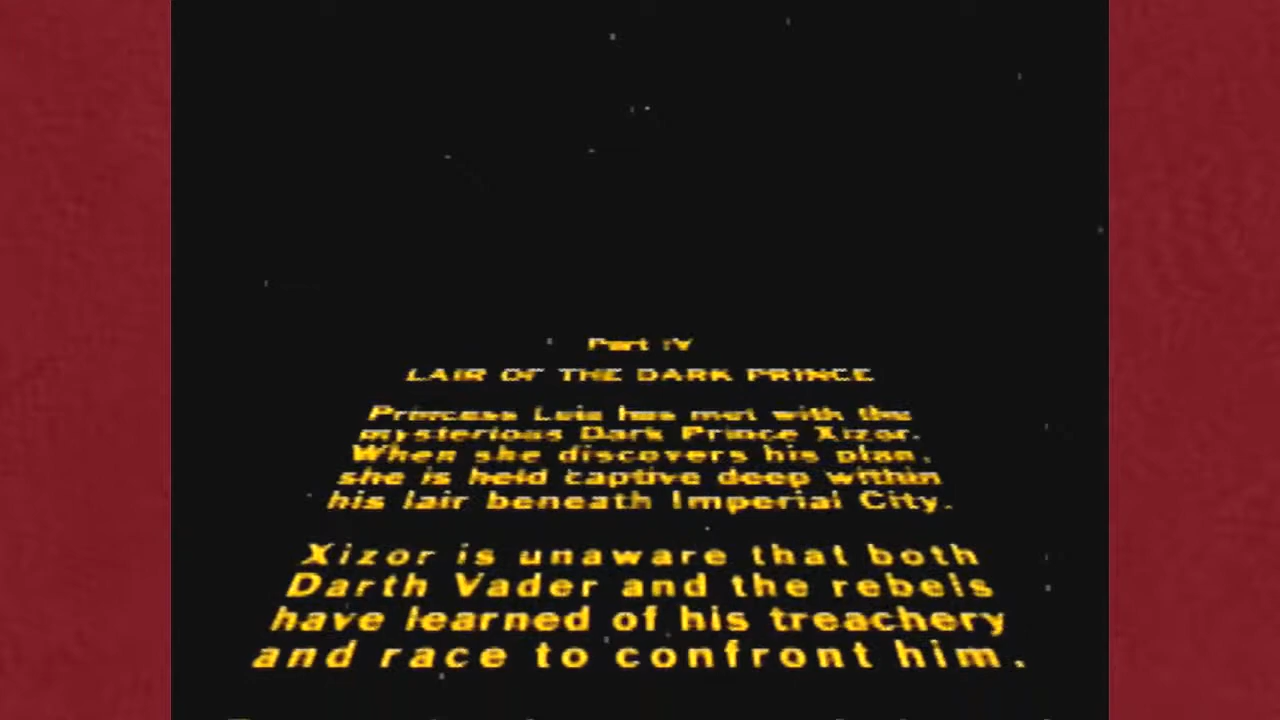 Part IV
LAIR OF THE DARK PRINCE
Princess Leia has met with the
mysterious Dark Prince Xizor.
When she discovers his plan,
she is held captive deep within
his lair beneath Imperial City.
Xizor is unaware that both
Darth Vader and the rebels
have learned of his treachery
and race to confront him.